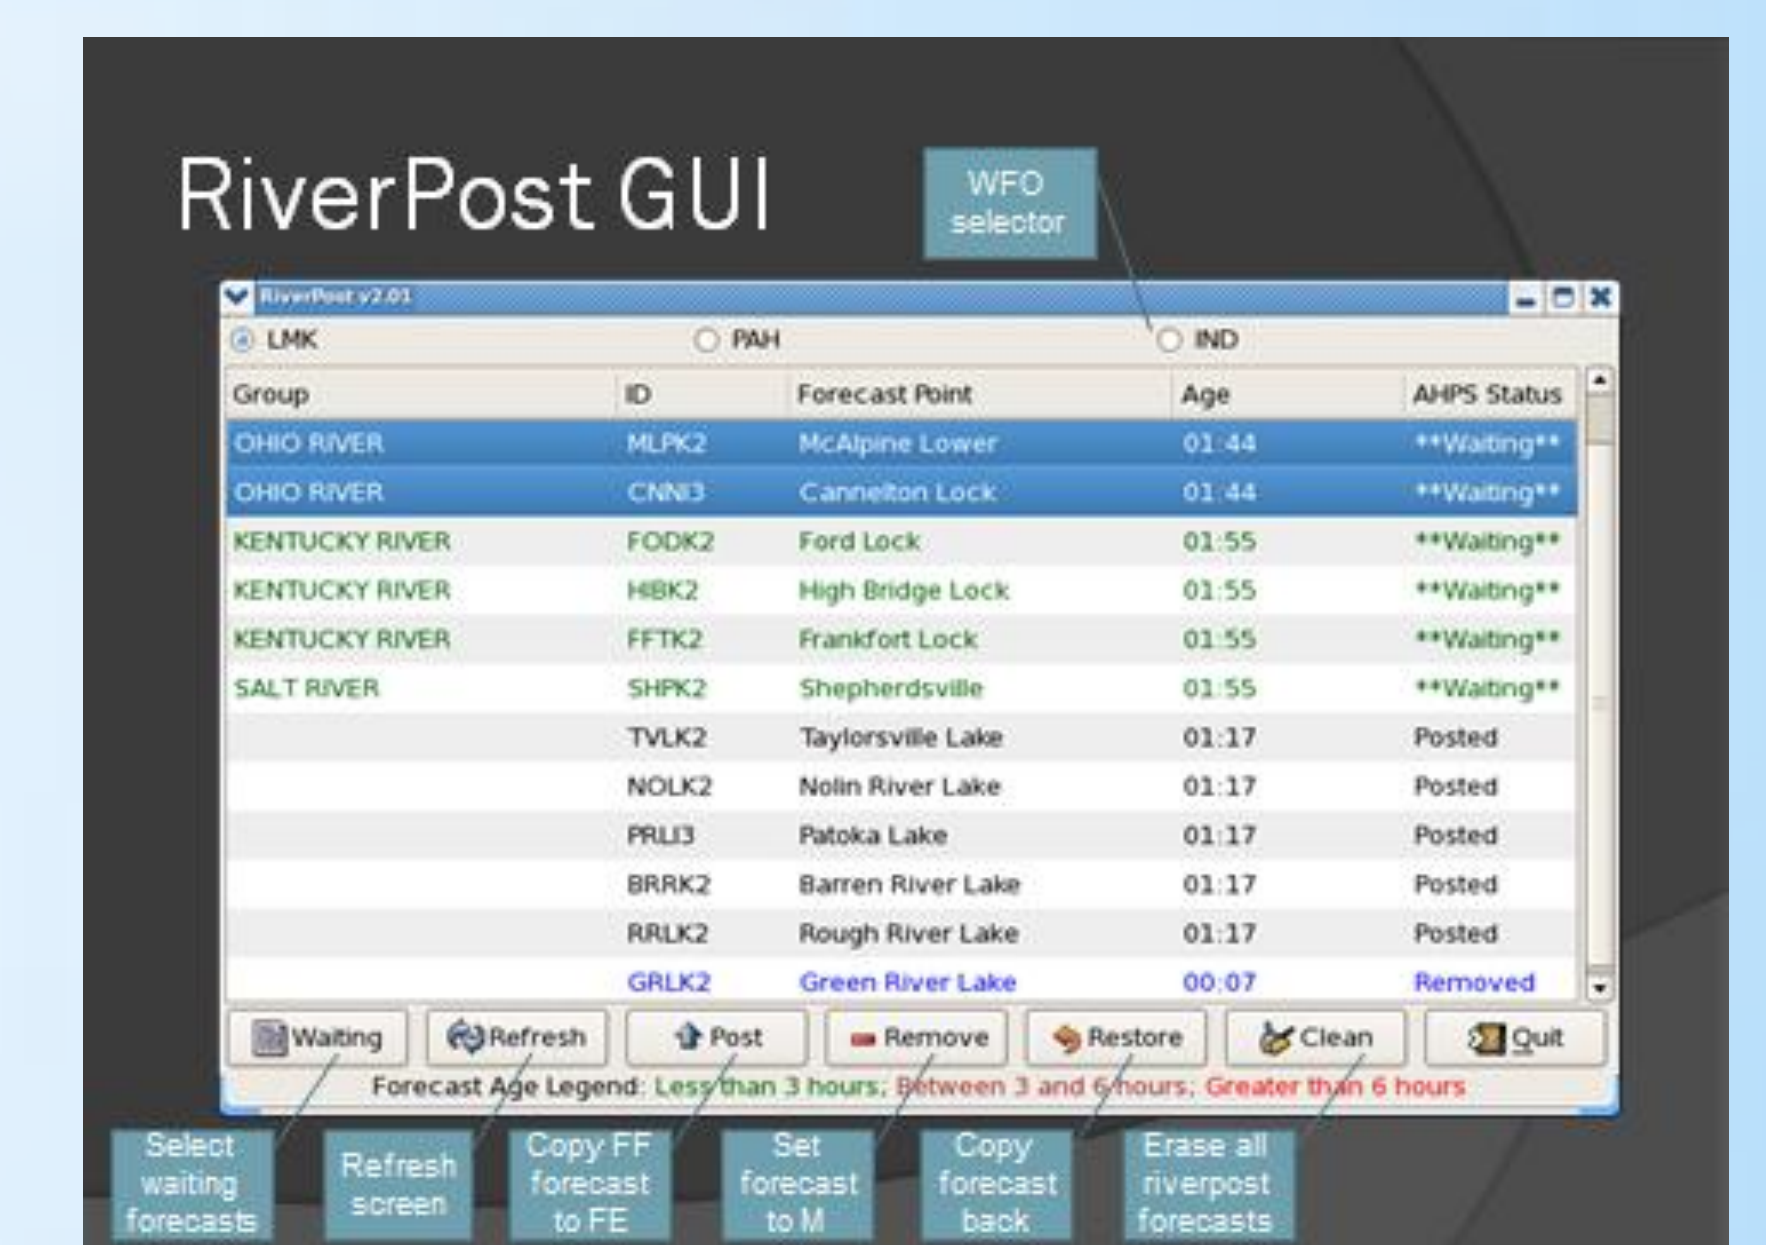 RiverPost GUI
WFO
selector
RiverPost v2.01
LMK PAH IND
Group ID Forecast Point Age AHPS Status
OHIO RIVER MLPK2 McAlpine Lower 01:44 **Waiting**
OHIO RIVER CNNI3 Cannelton Lock 01:44 **Waiting**
KENTUCKY RIVER FODK2 Ford Lock 01:55 **Waiting**
KENTUCKY RIVER HIBK2 High Bridge Lock 01:55 **Waiting**
KENTUCKY RIVER FFTK2 Frankfort Lock 01:55 **Waiting**
SALT RIVER SHPK2 Shepherdsville 01:55 **Waiting**
TVLK2 Taylorsville Lake 01:17 Posted
NOLK2 Nolin River Lake 01:17 Posted
PRLI3 Patoka Lake 01:17 Posted
BRRK2 Barren River Lake 01:17 Posted
RRLK2 Rough River Lake 01:17 Posted
GRLK2 Green River Lake 00:07 Removed
Waiting Refresh Post Remove Restore Clean Quit
Forecast Age Legend: Less than 3 hours; Between 3 and 6 hours; Greater than 6 hours
Select
waiting
forecasts
Refresh
screen
Copy FF
forecast
to FE
Set
forecast
to M
Copy
forecast
back
Erase all
riverpost
forecasts